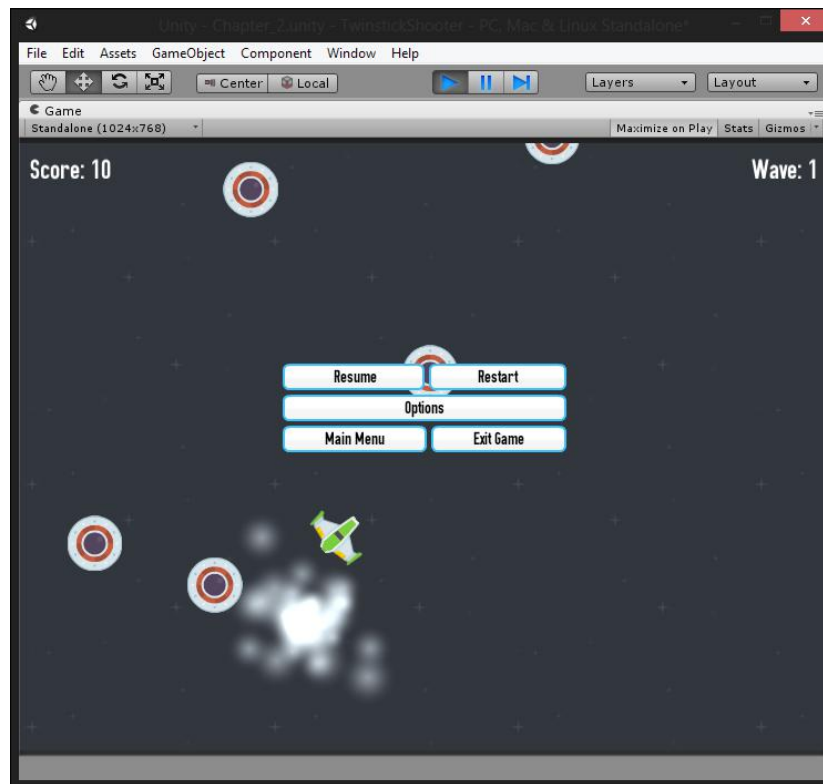 Unity - Chapter_2.unity - TwinstickShooter - PC, Mac & Linux Standalone*
File Edit Assets GameObject Component Window Help
Center Local Layers Layout
Game
Standalone (1024x768) Maximize on Play Stats Gizmos
Score: 10 Wave: 1
Resume Restart
Options
Main Menu Exit Game